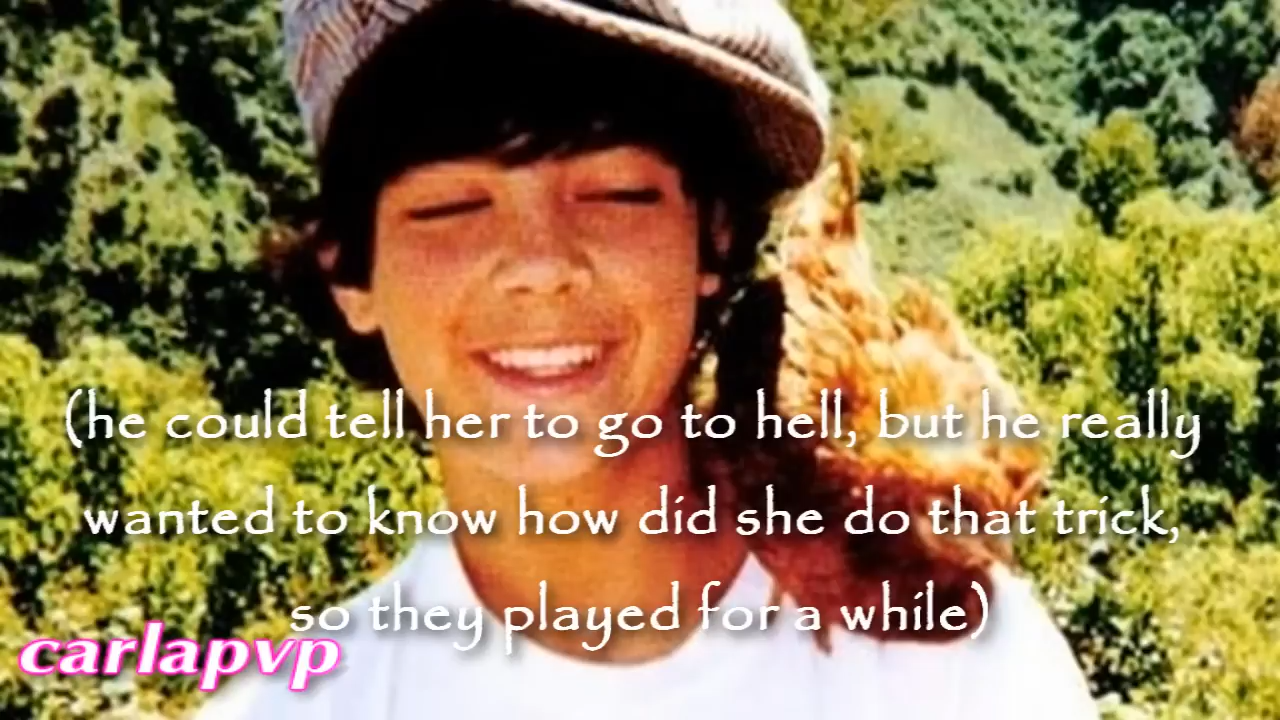 (he could tell her to go to hell, but he really
wanted to know how did she do that trick,
so they played for a while)
carlapvp